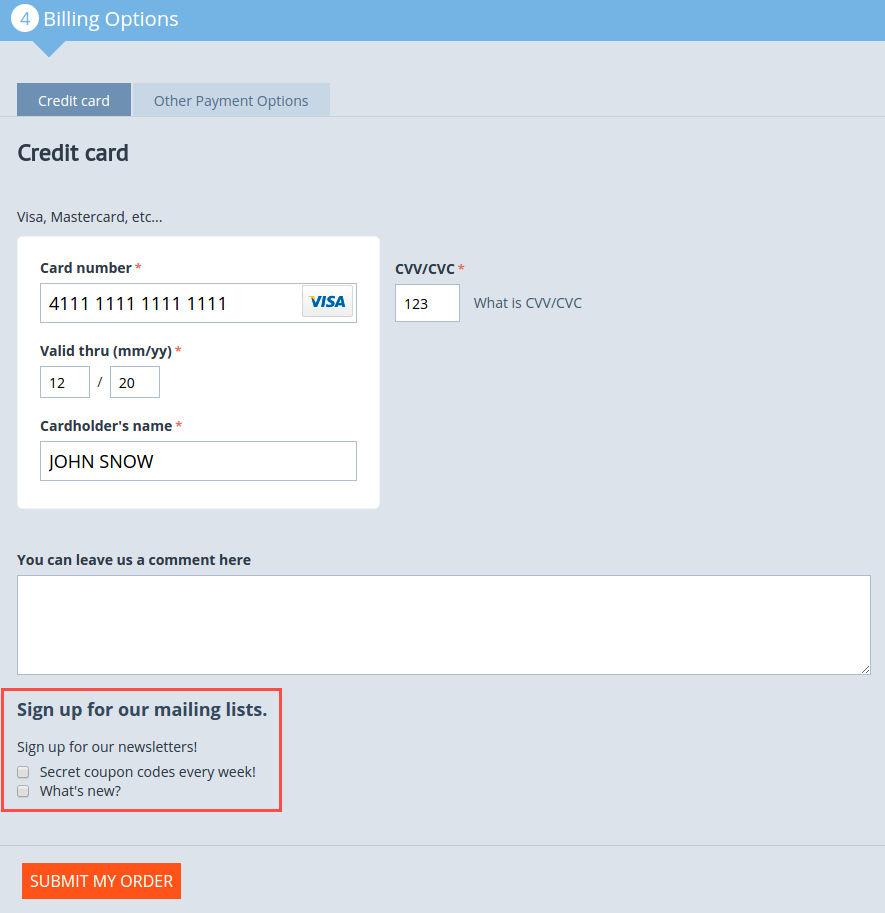 4 Billing Options
Credit card Other Payment Options
Credit card
Visa, Mastercard, etc...
Card number *
CVV/CVC *
4111 1111 1111 1111 VISA
123 What is CVV/CVC
Valid thru (mm/yy) *
12 / 20
Cardholder's name *
JOHN SNOW
You can leave us a comment here
Sign up for our mailing lists.
Sign up for our newsletters!
Secret coupon codes every week!
What's new?
SUBMIT MY ORDER